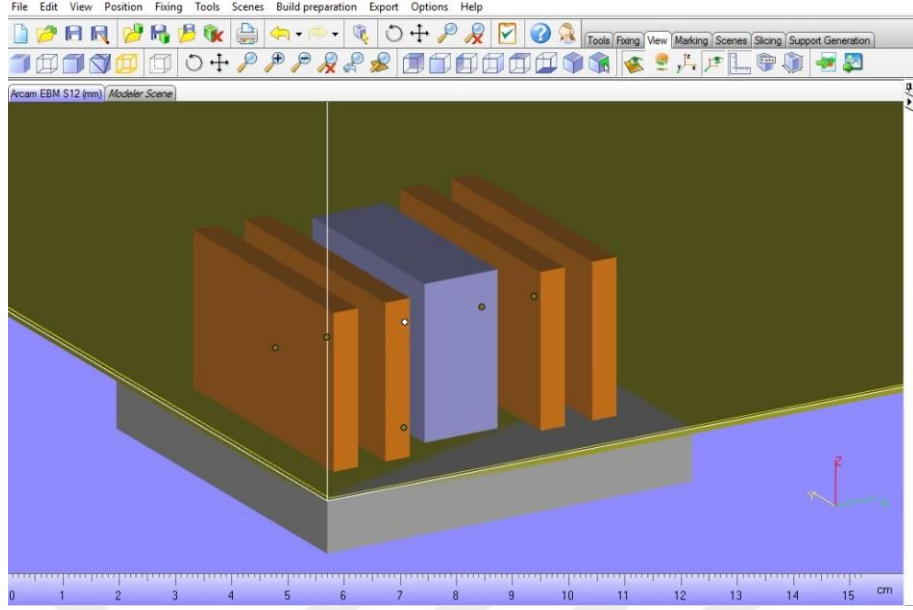 File Edit View Position Fixing Tools Scenes Build preparation Export Options Help
Tools Fixing View Marking Scenes Slicing Support Generation
Arcam EBM S12 (mm) Modeler Scene
Z
Y
0 1 2 3 4 5 6 7 8 9 10 11 12 13 14 15 cm